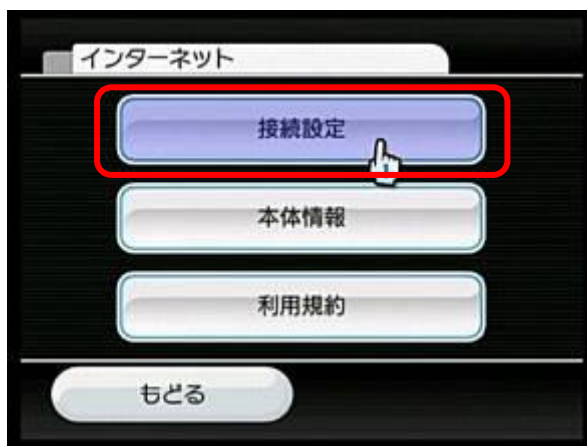 インターネット
接続設定
本体情報
利用規約
もどる